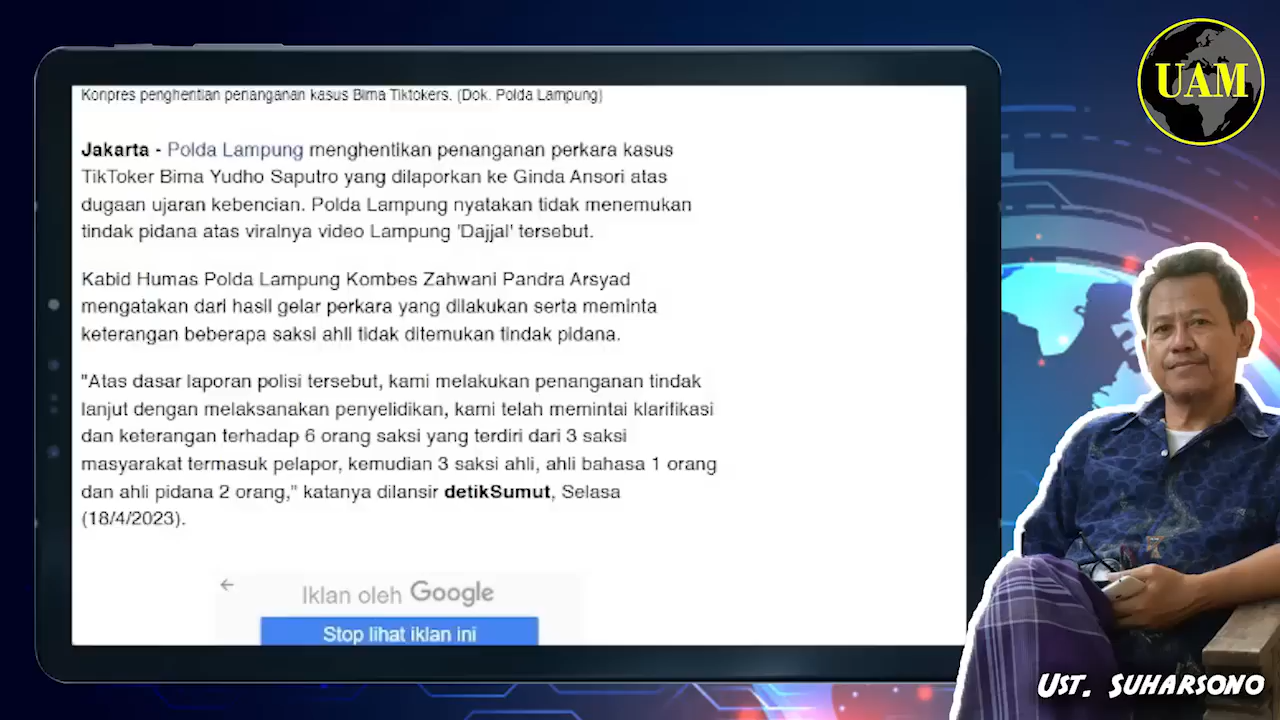 Konpres penghentian penanganan kasus Bima Tiktokers. (Dok. Polda Lampung)
Jakarta - Polda Lampung menghentikan penanganan perkara kasus
TikToker Bima Yudho Saputro yang dilaporkan ke Ginda Ansori atas
dugaan ujaran kebencian. Polda Lampung nyatakan tidak menemukan
tindak pidana atas viralnya video Lampung 'Dajjal' tersebut.
Kabid Humas Polda Lampung Kombes Zahwani Pandra Arsyad
mengatakan dari hasil gelar perkara yang dilakukan serta meminta
keterangan beberapa saksi ahli tidak ditemukan tindak pidana.
"Atas dasar laporan polisi tersebut, kami melakukan penanganan tindak
lanjut dengan melaksanakan penyelidikan, kami telah memintai klarifikasi
dan keterangan terhadap 6 orang saksi yang terdiri dari 3 saksi
masyarakat termasuk pelapor, kemudian 3 saksi ahli, ahli bahasa 1 orang
dan ahli pidana 2 orang," katanya dilansir detikSumut, Selasa
(18/4/2023).
Iklan oleh Google
Stop lihat iklan ini
UAM
UST. SUHARSONO